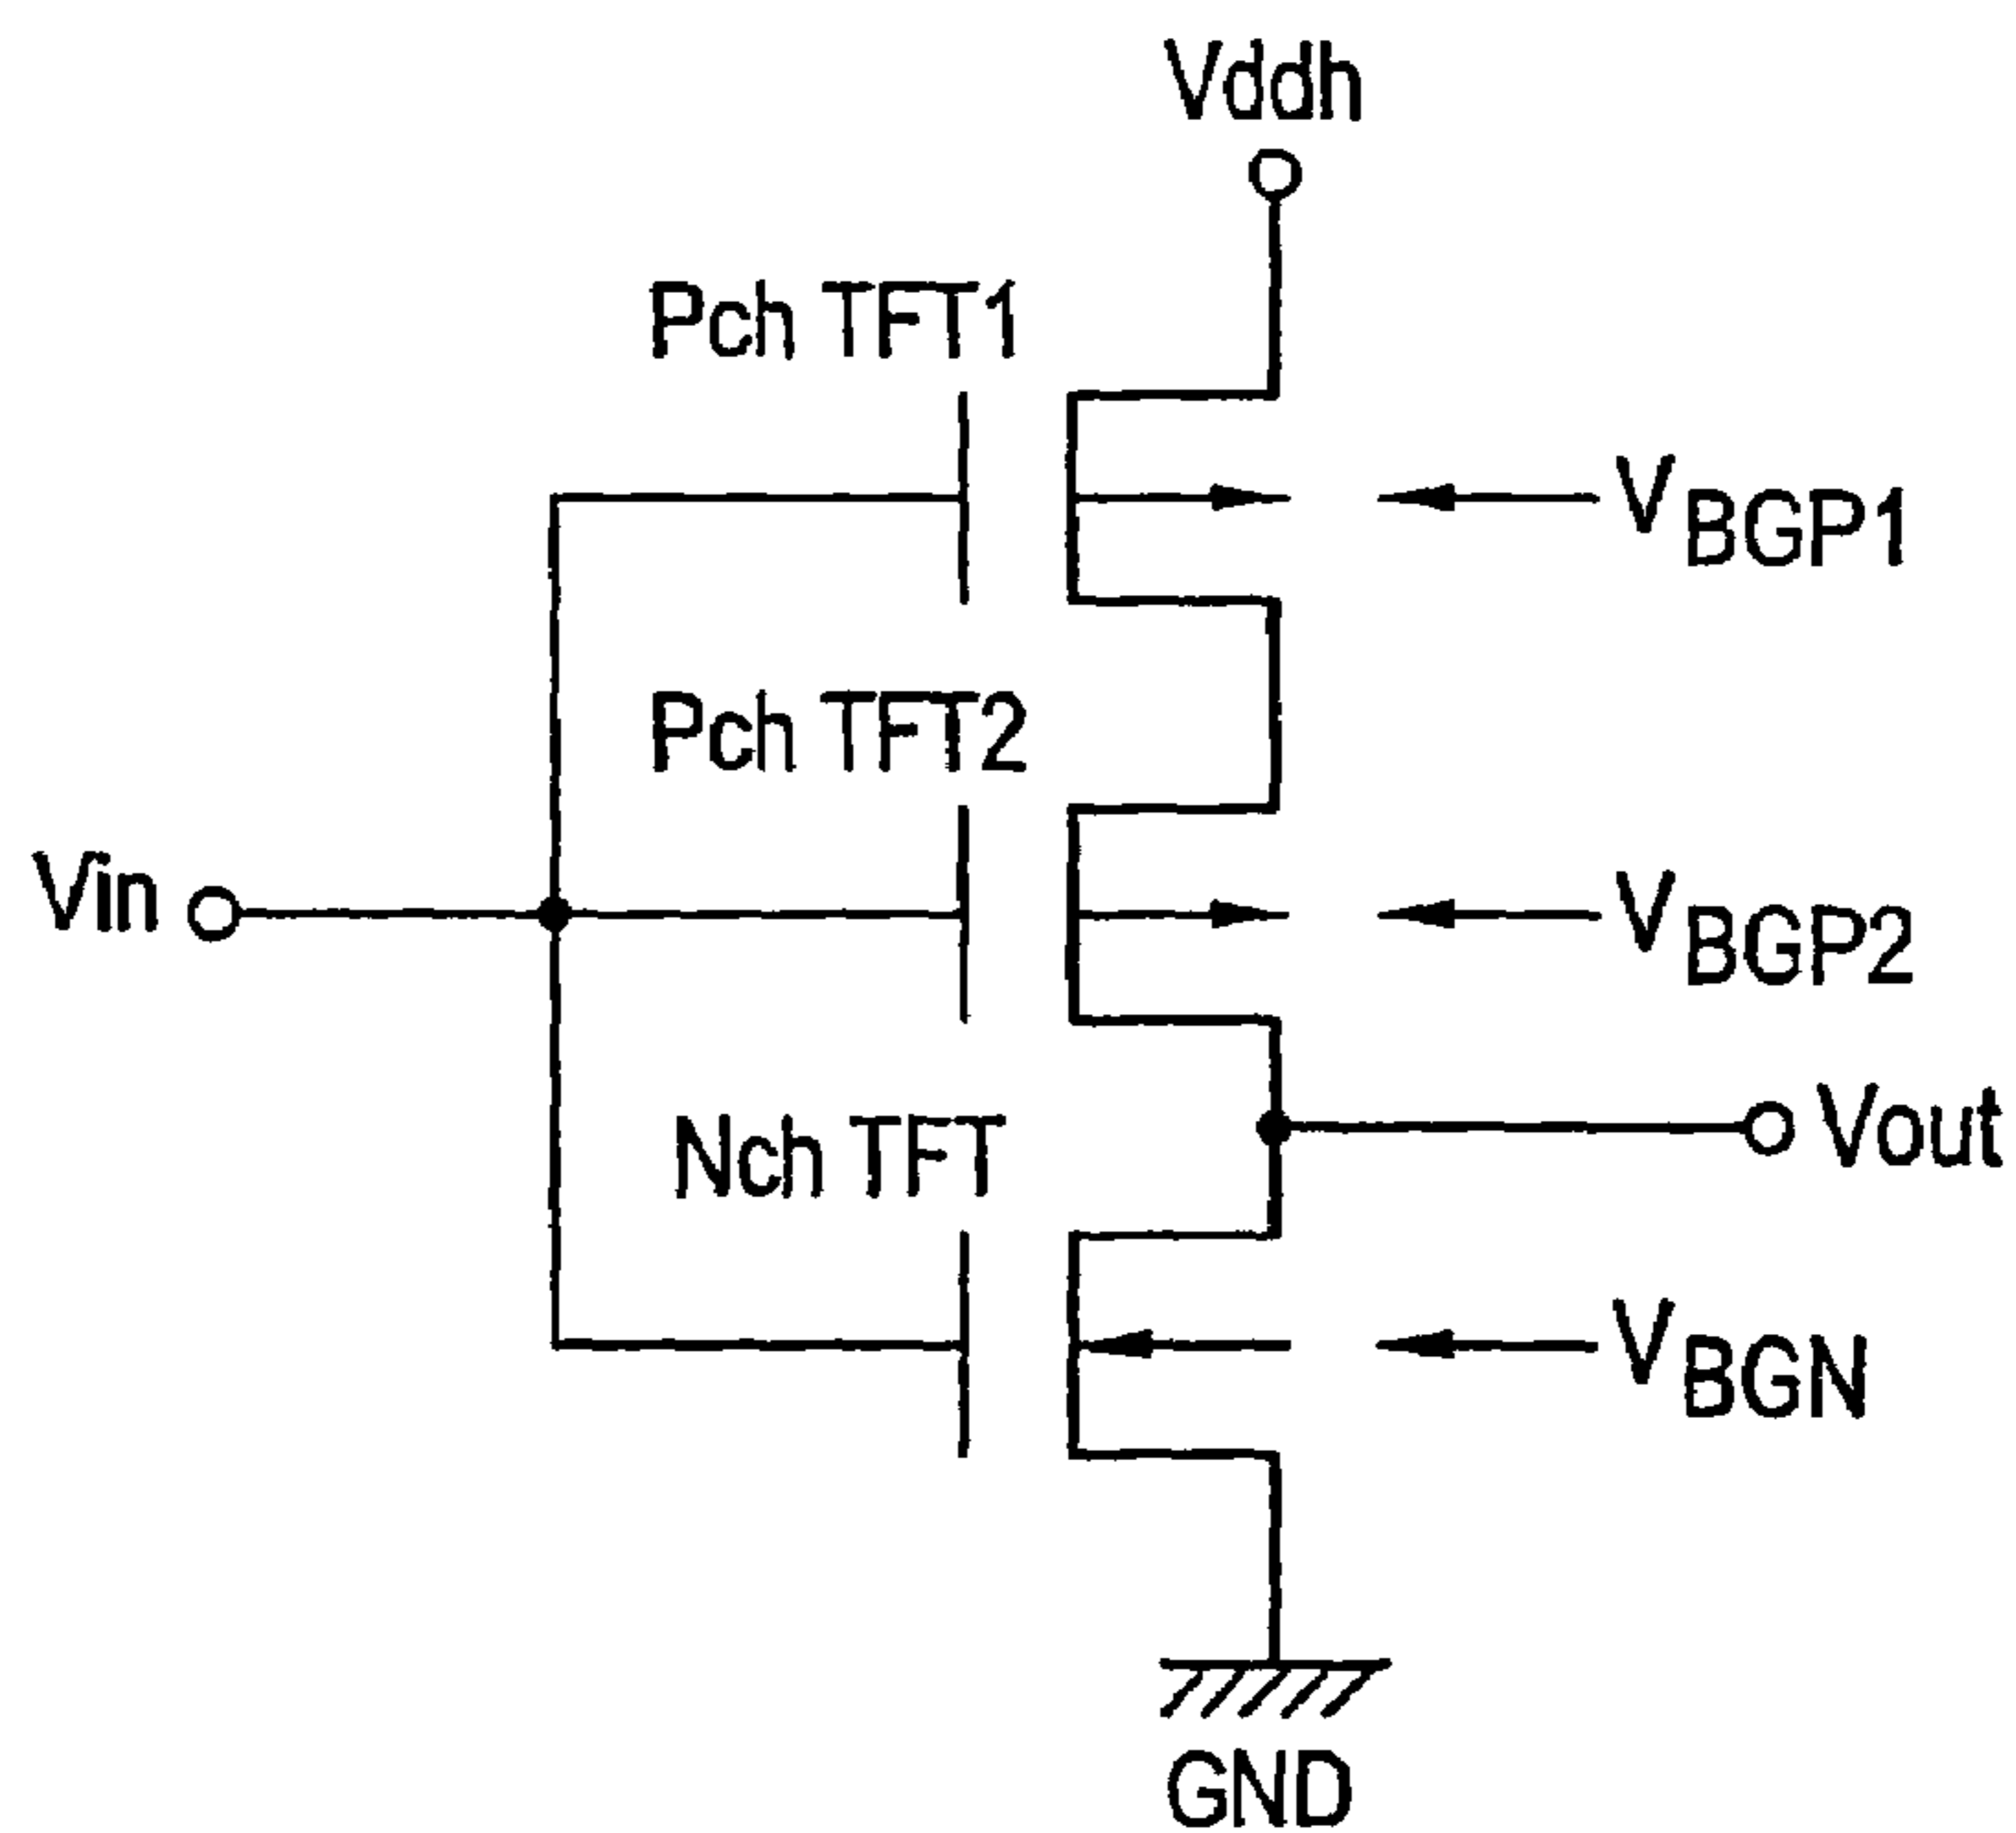 Vddh
Pch TFT1
VBGP1
Pch TFT2
Vin
VBGP2
Vout
Nch TFT
VBGN
GND